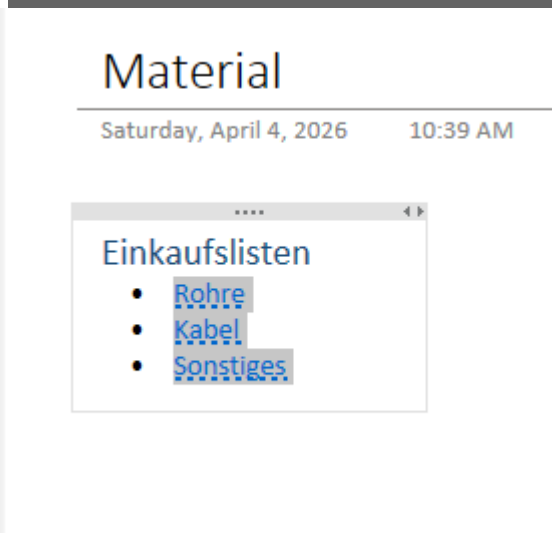 Material
Saturday, April 4, 2026 10:39 AM
Einkaufslisten
• Rohre
• Kabel
• Sonstiges